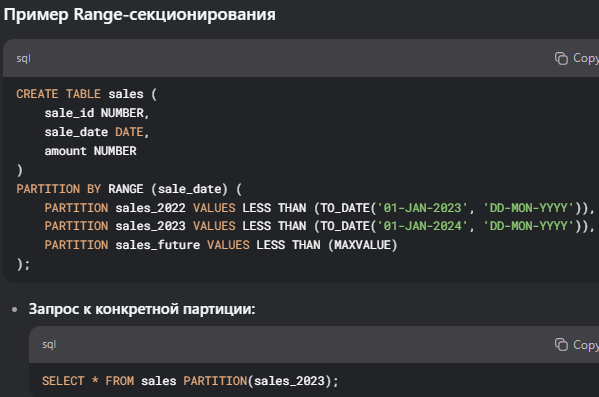 Пример Range-секционирования
sql
Copy
CREATE TABLE sales (
    sale_id NUMBER,
    sale_date DATE,
    amount NUMBER
)
PARTITION BY RANGE (sale_date) (
    PARTITION sales_2022 VALUES LESS THAN (TO_DATE('01-JAN-2023', 'DD-MON-YYYY')),
    PARTITION sales_2023 VALUES LESS THAN (TO_DATE('01-JAN-2024', 'DD-MON-YYYY')),
    PARTITION sales_future VALUES LESS THAN (MAXVALUE)
);
• Запрос к конкретной партиции:
sql
Copy
SELECT * FROM sales PARTITION(sales_2023);